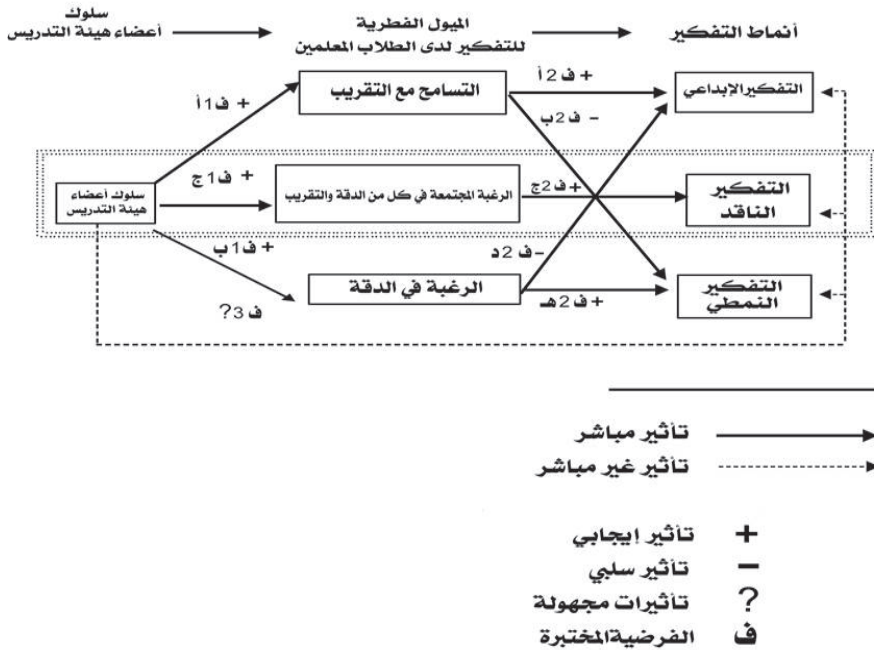 سلوك
أعضاء هيئة التدريس
الميول الفطرية
للتفكير لدى الطلاب المعلمين
أنماط التفكير
+ ف1أ
التسامح مع التقريب
+ ف2أ
- ف2ب
التفكير الإبداعي
سلوك أعضاء
هيئة التدريس
+ ف1ج
الرغبة المجتمعة في كل من الدقة والتقريب
+ ف2ج
التفكير
الناقد
+ ف1ب
- ف2د
الرغبة في الدقة
+ ف2هـ
التفكير
النمطي
ف3?
تأثير مباشر
تأثير غير مباشر
+ تأثير إيجابي
- تأثير سلبي
? تأثيرات مجهولة
ف الفرضية المختبرة